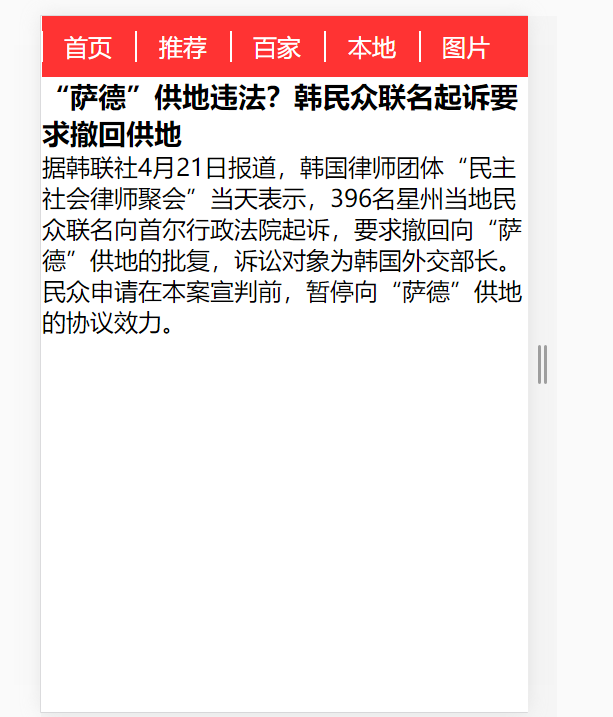 首页 推荐 百家 本地 图片
“萨德”供地违法？韩民众联名起诉要
求撤回供地
据韩联社4月21日报道，韩国律师团体“民主
社会律师聚会”当天表示，396名星州当地民
众联名向首尔行政法院起诉，要求撤回向“萨
德”供地的批复，诉讼对象为韩国外交部长。
民众申请在本案宣判前，暂停向“萨德”供地
的协议效力。